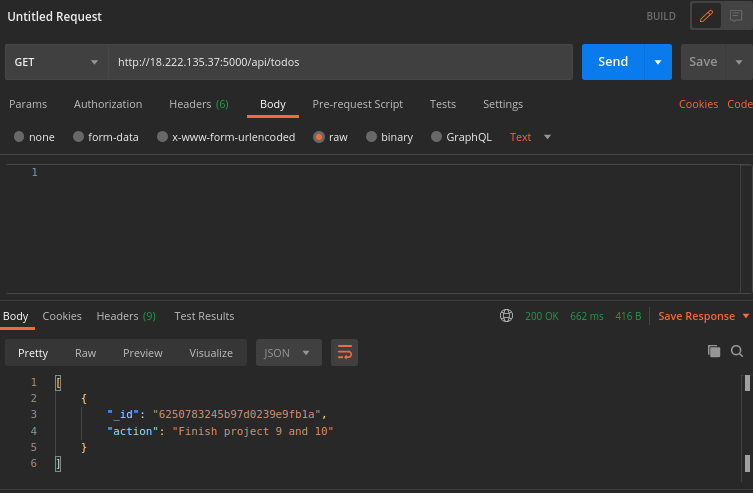 Untitled Request BUILD
GET http://18.222.135.37:5000/api/todos Send Save
Params Authorization Headers (6) Body Pre-request Script Tests Settings Cookies Code
none form-data x-www-form-urlencoded raw binary GraphQL Text
1
Body Cookies Headers (9) Test Results 200 OK 662 ms 416 B Save Response
Pretty Raw Preview Visualize JSON
1 [
2 {
3 "_id": "6250783245b97d0239e9fb1a",
4 "action": "Finish project 9 and 10"
5 }
6 ]